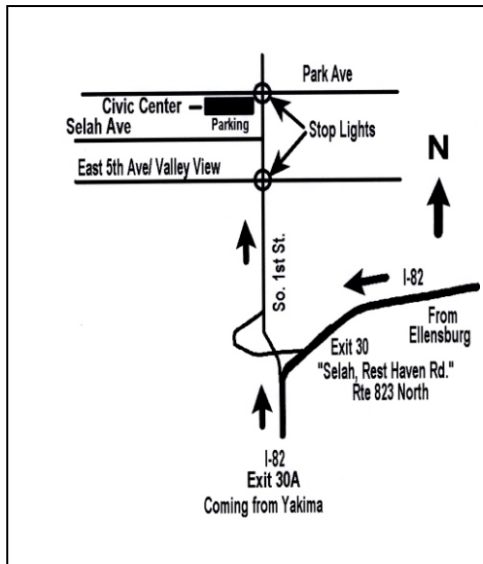 Park Ave
Civic Center
Parking
Selah Ave
Stop Lights
East 5th Ave/ Valley View
N
So. 1st St.
I-82
From
Ellensburg
Exit 30
"Selah, Rest Haven Rd."
Rte 823 North
I-82
Exit 30A
Coming from Yakima